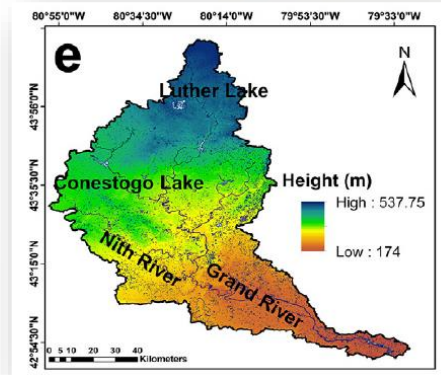 80°55'0"W 80°34'30"W 80°14'0"W 79°53'30"W 79°33'0"W
e
N
Luther Lake
43°56'0"N
Conestogo Lake
43°35'30"N
Height (m)
High : 537.75
Low : 174
43°15'0"N
Nith River
Grand River
42°54'30"N
0 5 10 20 30 40
Kilometers